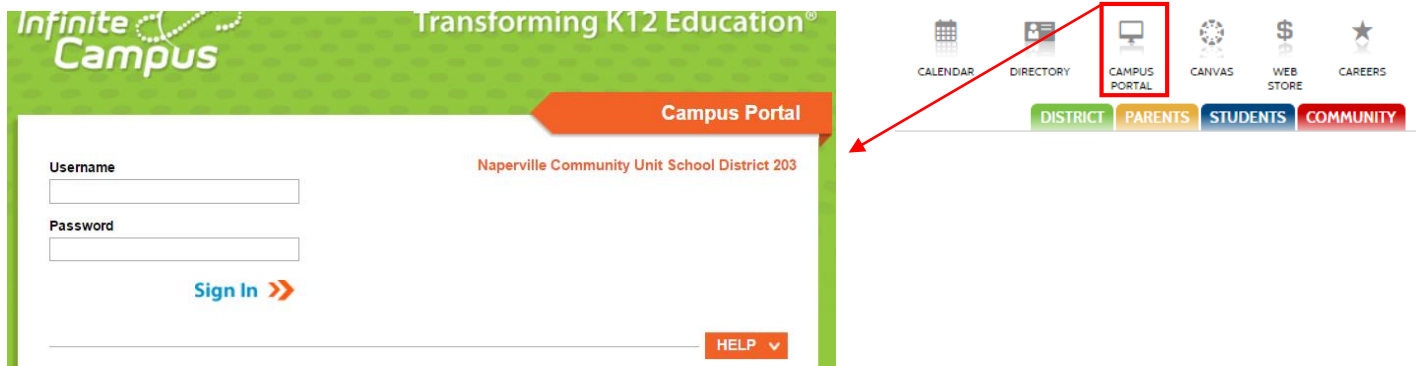 Infinite
Campus
Transforming K12 Education®
Campus Portal
Username
Naperville Community Unit School District 203
Password
Sign In
HELP
CALENDAR
DIRECTORY
CAMPUS
PORTAL
CANVAS
WEB
STORE
CAREERS
DISTRICT
PARENTS
STUDENTS
COMMUNITY